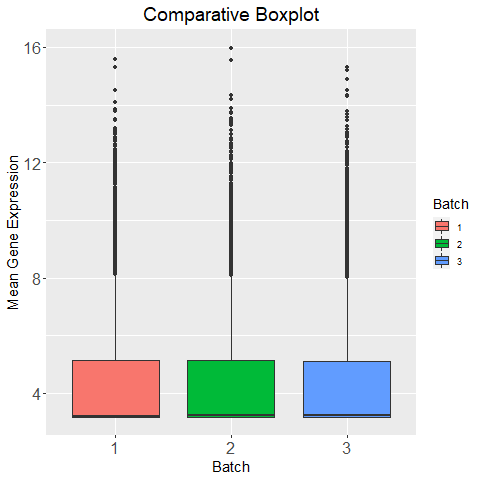 Comparative Boxplot
16
12
8
4
Mean Gene Expression
1 2 3
Batch
Batch
1
2
3